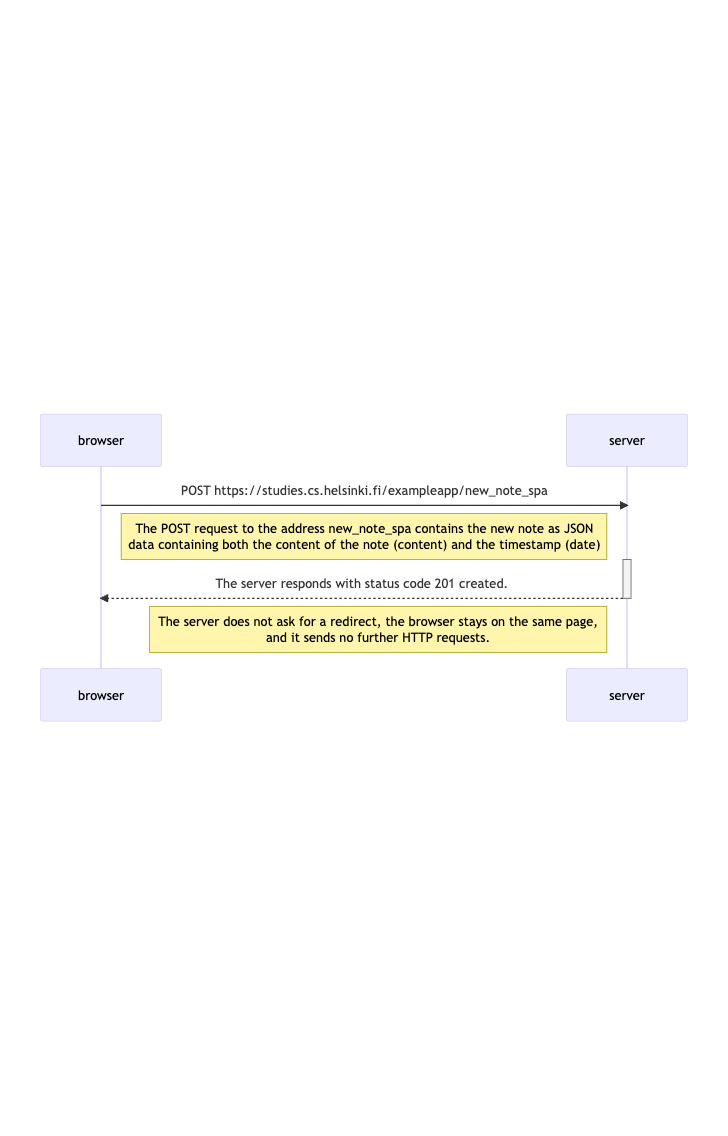 browser
server
POST https://studies.cs.helsinki.fi/exampleapp/new_note_spa
The POST request to the address new_note_spa contains the new note as JSON
data containing both the content of the note (content) and the timestamp (date)
The server responds with status code 201 created.
The server does not ask for a redirect, the browser stays on the same page,
and it sends no further HTTP requests.
browser
server